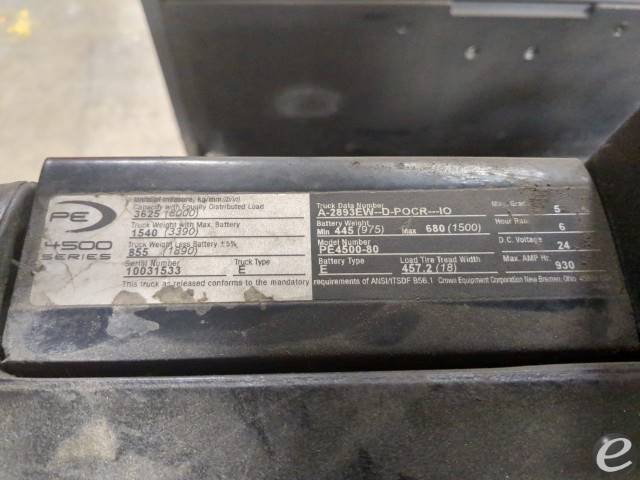 PE
4500
SERIES
Capacity with Equally Distributed Load
3625 (8000)
Truck Weight with Max. Battery
1540 (3390)
Truck Weight Less Battery ±5%
855 (1890)
Serial Number
10031533
Truck Type
E
Truck Data Number
A-2893EW--D-POCR---IO
Battery Weight
Min 445 (975) Max 680 (1500)
Model Number
PE4500-80
Battery Type
E
Load Tire Tread Width
457.2 (18)
5
Hour Rate
6
D.C. Voltage
24
Max. AMP Hr.
930
This truck as released conforms to the mandatory requirements of ANSI/ITSDF B56.1 Crown Equipment Corporation New Bremen, Ohio
e